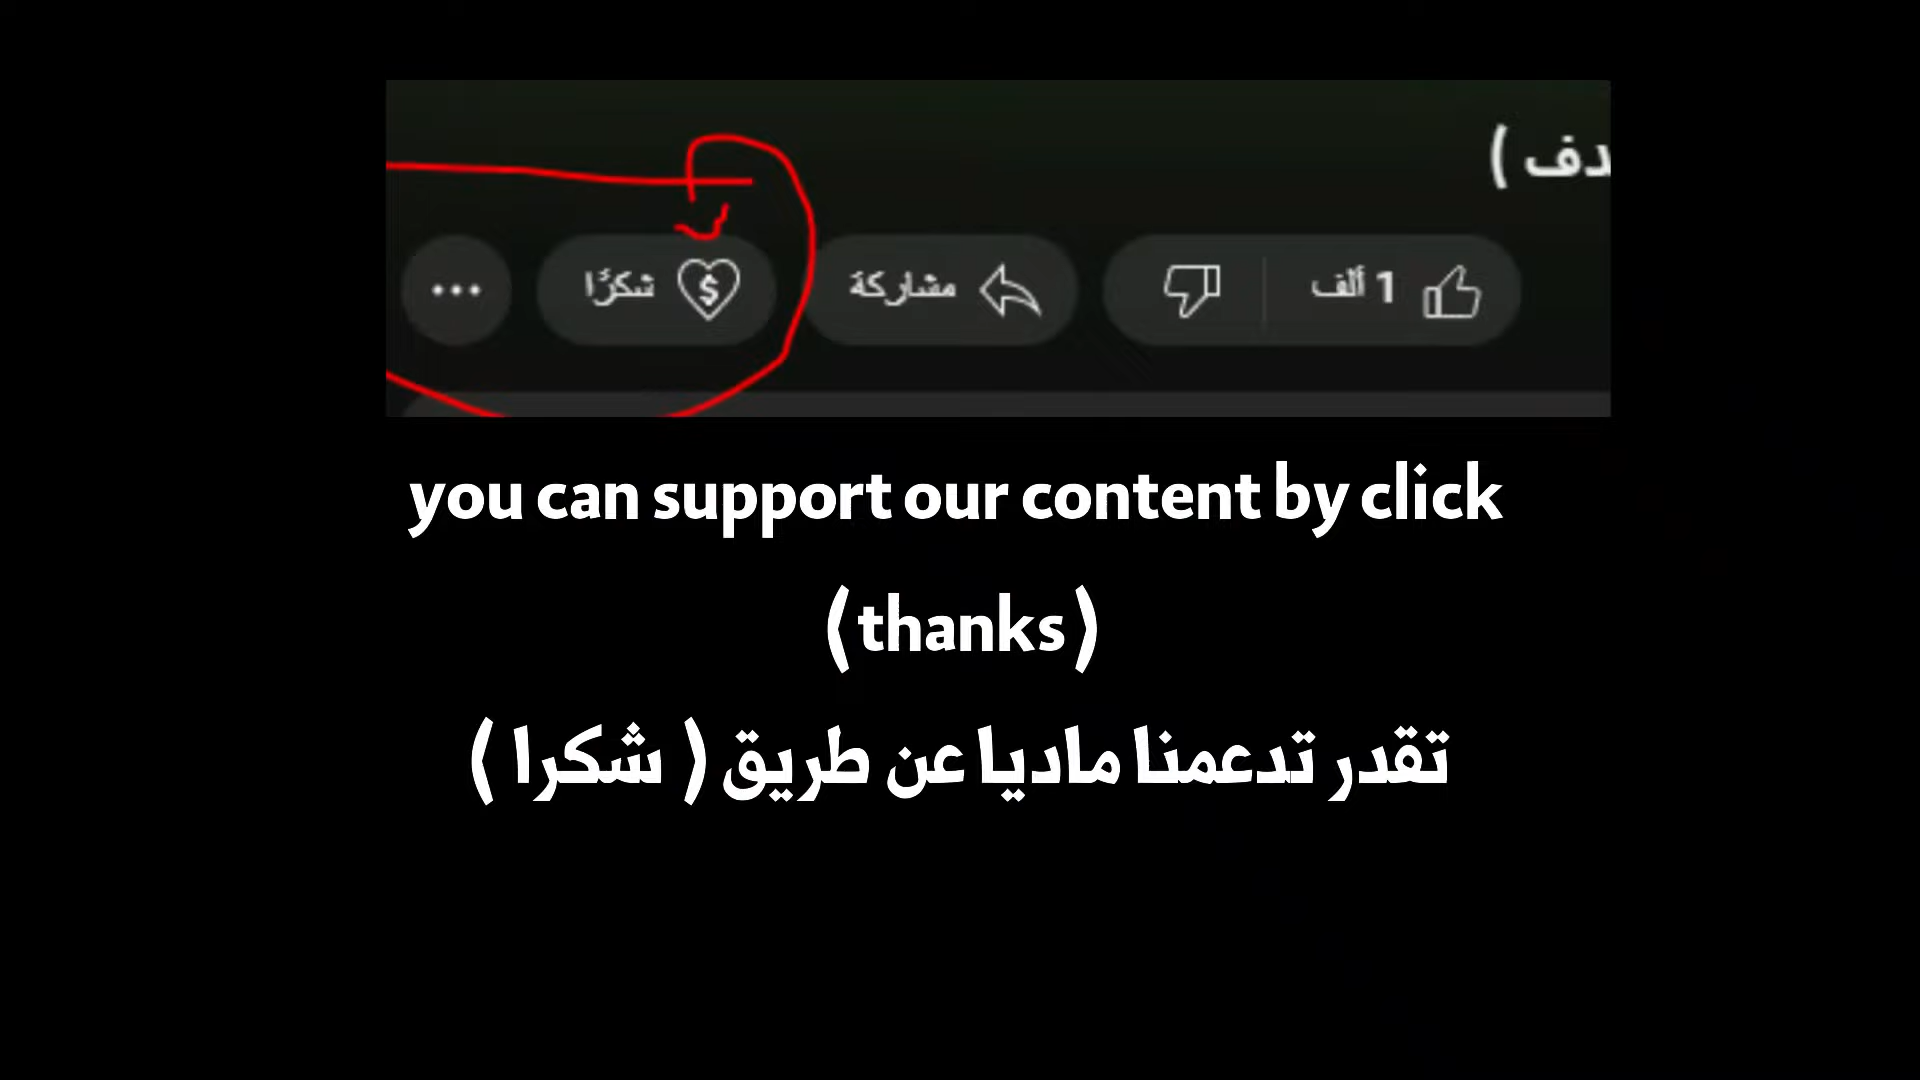 دف )
1 ألف مشاركة شكرًا ...
you can support our content by click
(thanks)
تقدر تدعمنا ماديا عن طريق ( شكرا )